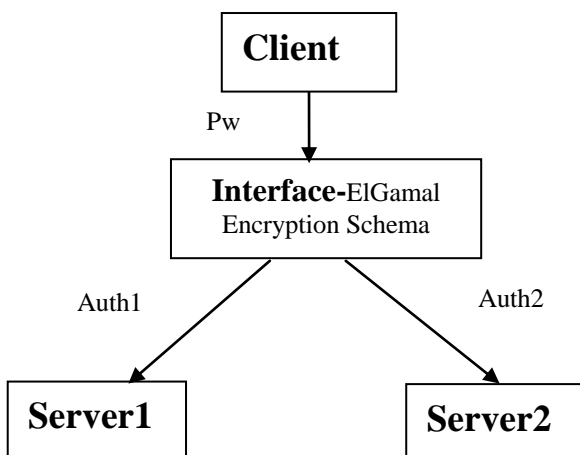 Client
Pw
Interface-ElGamal
Encryption Schema
Auth1
Auth2
Server1
Server2